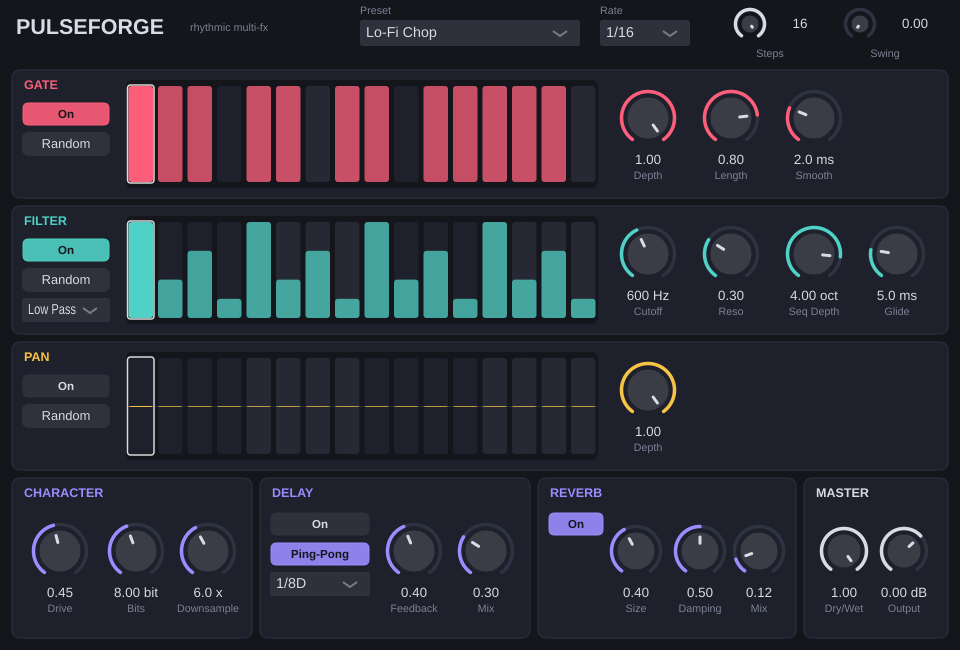 PULSEFORGE
rhythmic multi-fx
Preset
Lo-Fi Chop
Rate
1/16
16
Steps
0.00
Swing
GATE
On
Random
1.00
Depth
0.80
Length
2.0 ms
Smooth
FILTER
On
Random
Low Pass
600 Hz
Cutoff
0.30
Reso
4.00 oct
Seq Depth
5.0 ms
Glide
PAN
On
Random
1.00
Depth
CHARACTER
0.45
Drive
8.00 bit
Bits
6.0 x
Downsample
DELAY
On
Ping-Pong
1/8D
0.40
Feedback
0.30
Mix
REVERB
On
0.40
Size
0.50
Damping
0.12
Mix
MASTER
1.00
Dry/Wet
0.00 dB
Output